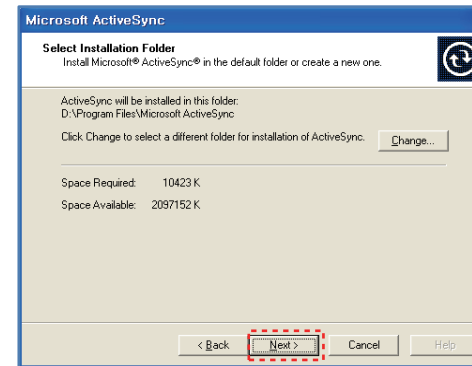 Microsoft ActiveSync
Select Installation Folder
Install Microsoft® ActiveSync® in the default folder or create a new one.
ActiveSync will be installed in this folder:
D:\Program Files\Microsoft ActiveSync
Click Change to select a different folder for installation of ActiveSync.
Change...
Space Required: 10423 K
Space Available: 2097152 K
< Back Next > Cancel Help